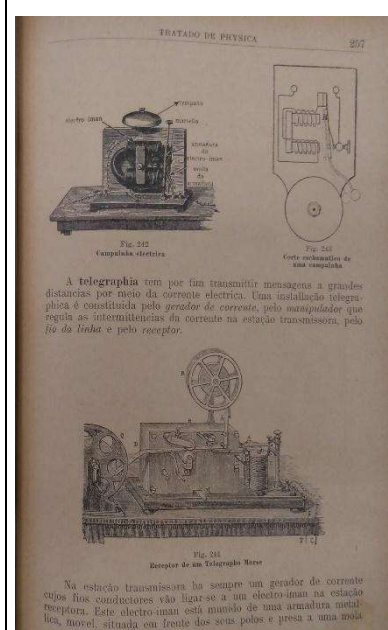 TRATADO DE PHYSICA
257
tympano
electro-iman
martello
armadura
do
electro-iman
móla
da
armadura
Fig. 242
Campainha electrica
Fig. 243
Corte eschematico de
uma campainha
A telegraphia tem por fim transmittir mensagens a grandes
distancias por meio da corrente electrica. Uma installação telegra-
phica é constituida pelo gerador de corrente, pelo manipulador que
regula as intermittencias da corrente na estação transmissora, pelo
fio da linha e pelo receptor.
Fig. 244
Receptor de um Telegrapho Morse
Na estação transmissora ha sempre um gerador de corrente
cujos fios conductores vão ligar-se a um electro-iman na estação
receptora. Este electro-iman está munido de uma armadura metal-
lica, movel, situada em frente dos seus polos e presa a uma mola